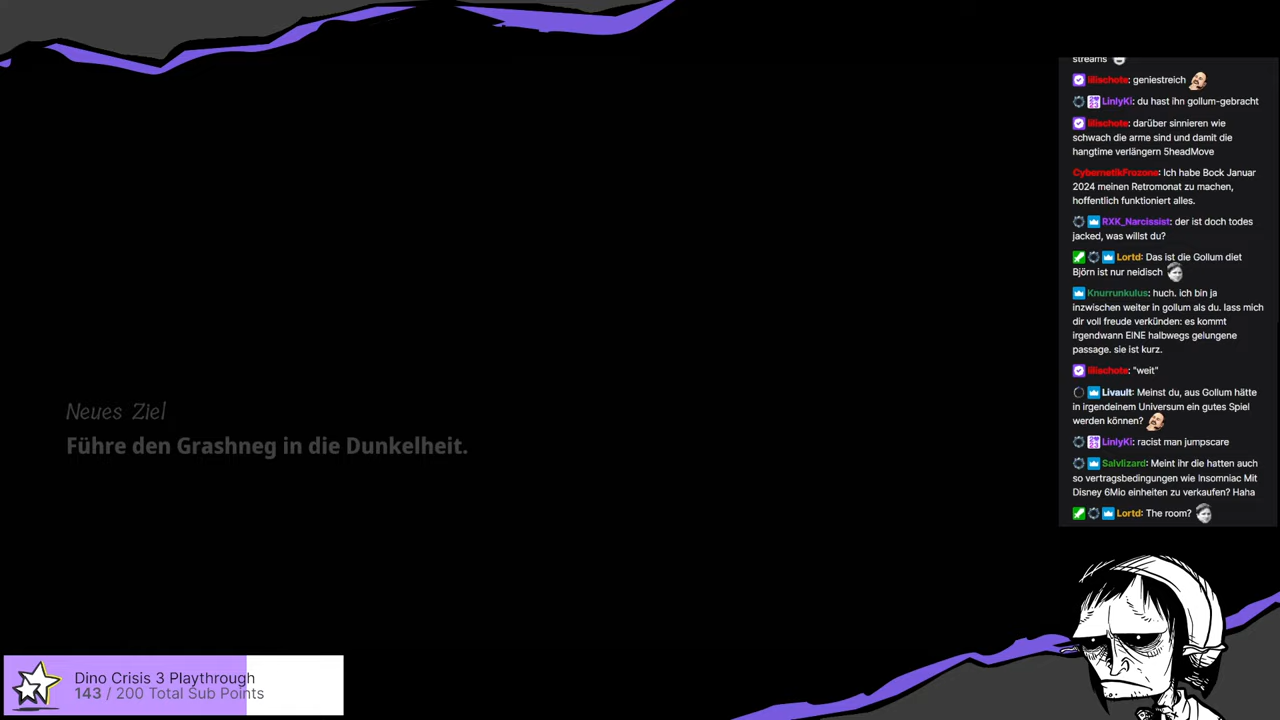 streams
lilischote: geniestreich
LinlyKi: du hast ihn gollum-gebracht
lilischote: darüber sinnieren wie
schwach die arme sind und damit die
hangtime verlängern 5headMove
CybernetikFrozone: Ich habe Bock Januar
2024 meinen Retromonat zu machen,
hoffentlich funktioniert alles.
RXK_Narcissist: der ist doch todes
jacked, was willst du?
Lortd: Das ist die Gollum diet
Björn ist nur neidisch
Knurrunkulus: huch. ich bin ja
inzwischen weiter in gollum als du. lass mich
dir voll freude verkünden: es kommt
irgendwann EINE halbwegs gelungene
passage. sie ist kurz.
lilischote: "weit"
Livault: Meinst du, aus Gollum hätte
in irgendeinem Universum ein gutes Spiel
werden können?
LinlyKi: racist man jumpscare
Salvlizard: Meint ihr die hatten auch
so vertragsbedingungen wie Insomniac Mit
Disney 6Mio einheiten zu verkaufen? Haha
Lortd: The room?
Neues Ziel
Führe den Grashneg in die Dunkelheit.
Dino Crisis 3 Playthrough
143 / 200 Total Sub Points